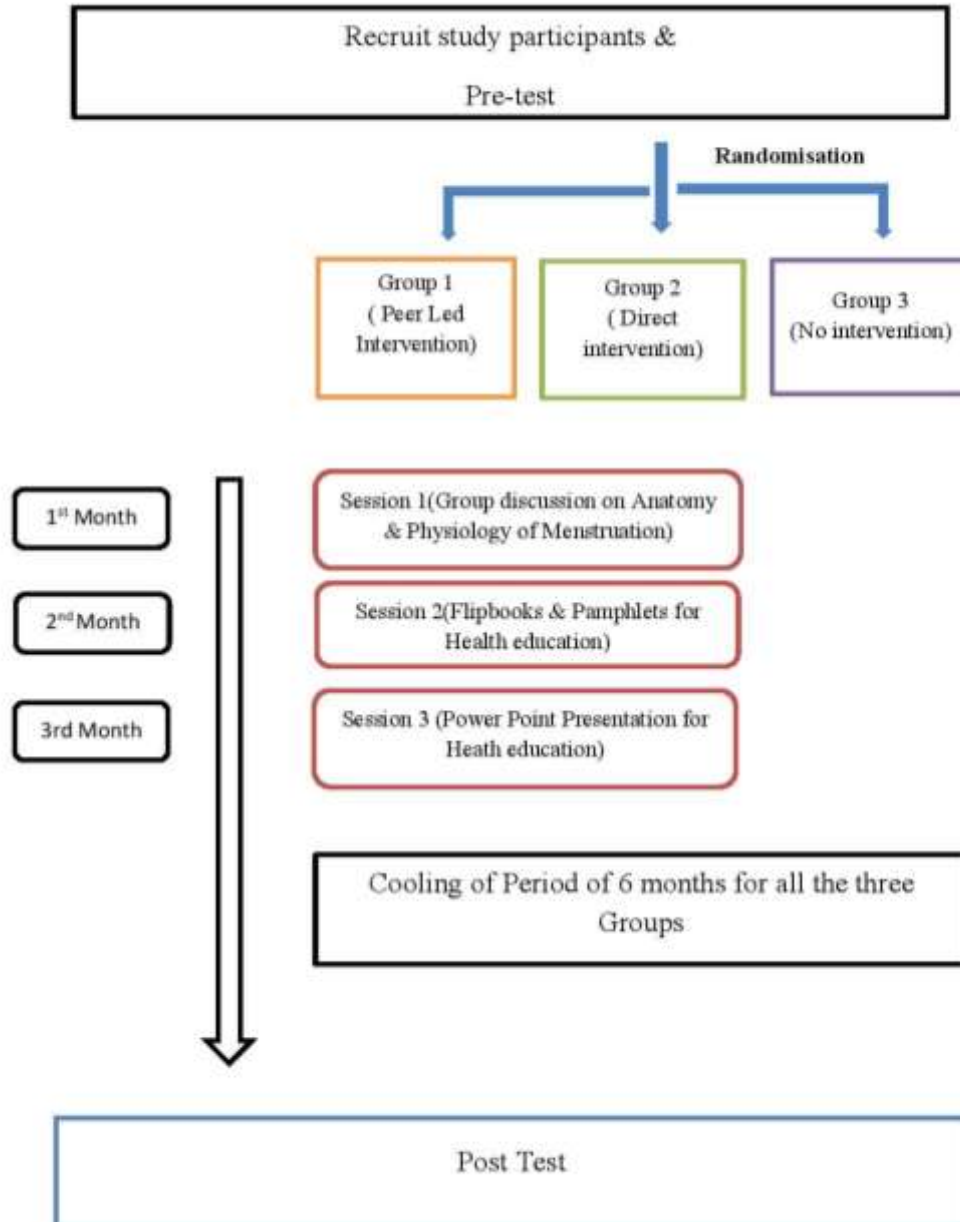 Recruit study participants &
Pre-test
Randomisation
Group 1
( Peer Led
Intervention)
Group 2
( Direct
intervention)
Group 3
(No intervention)
1st Month
Session 1(Group discussion on Anatomy
& Physiology of Menstruation)
2nd Month
Session 2(Flipbooks & Pamphlets for
Health education)
3rd Month
Session 3 (Power Point Presentation for
Heath education)
Cooling of Period of 6 months for all the three
Groups
Post Test